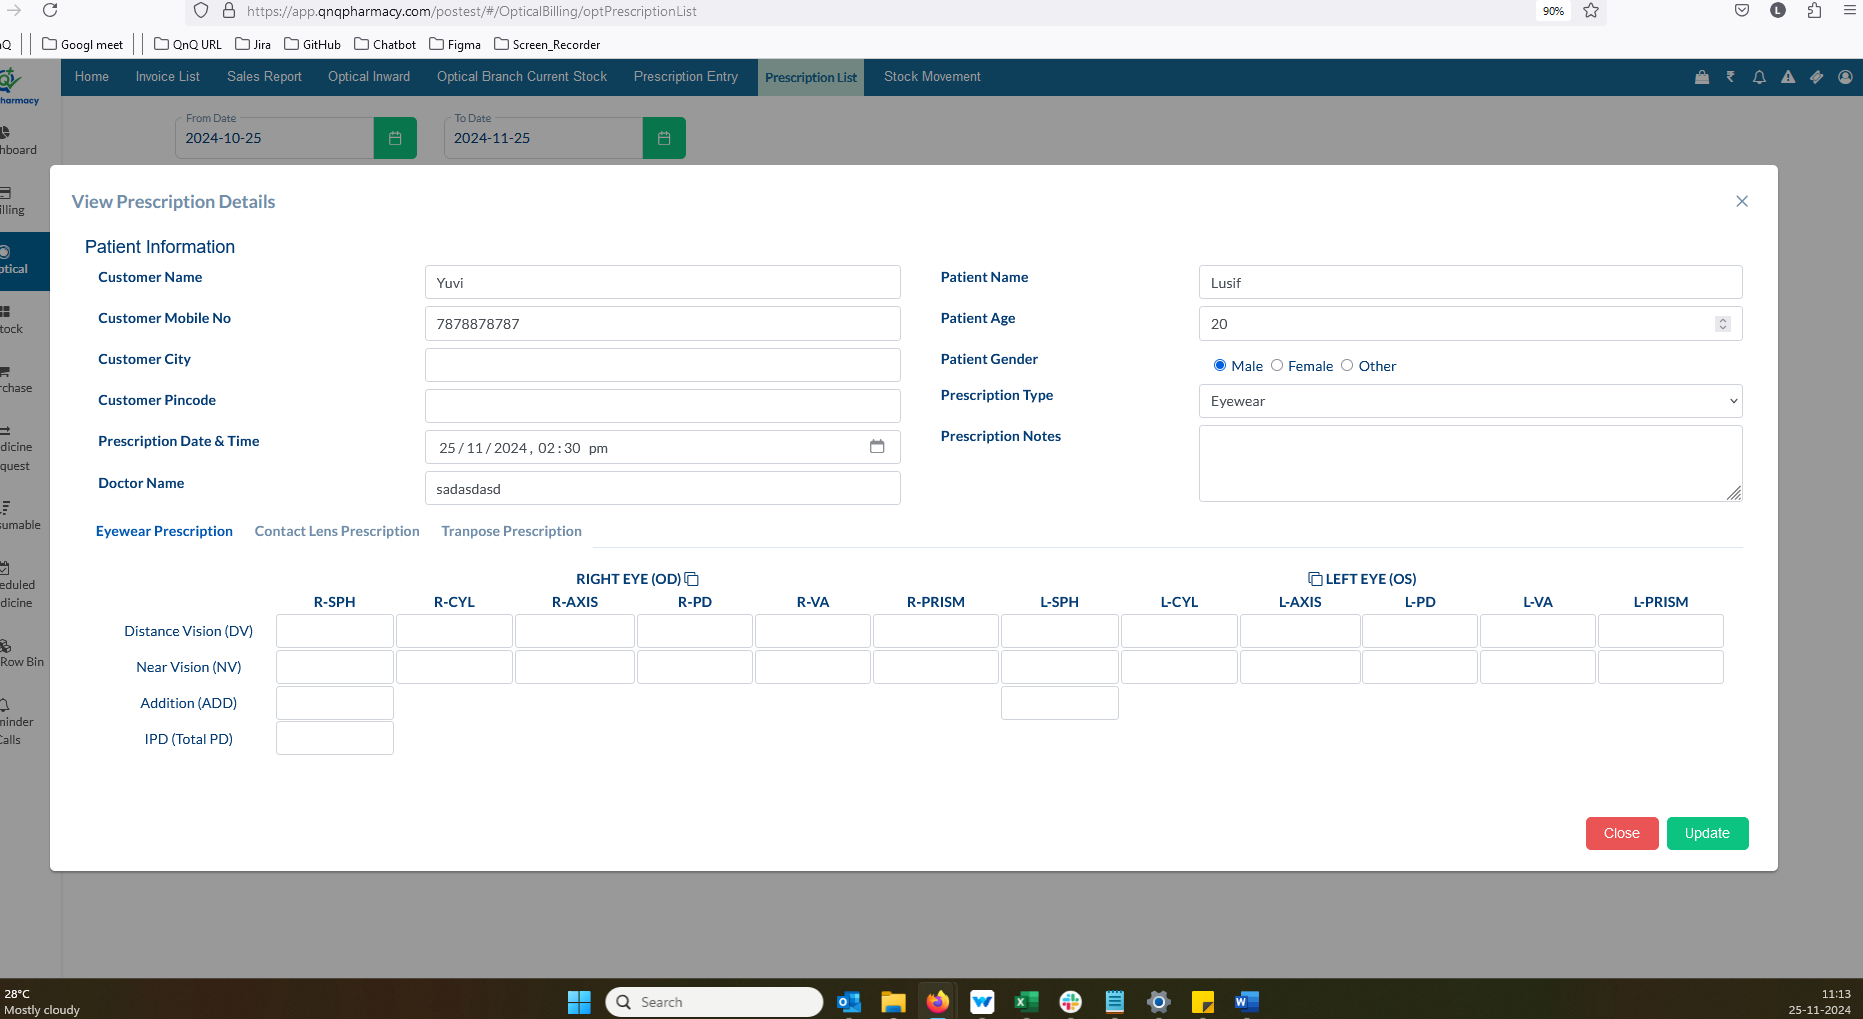 https://app.qnqpharmacy.com/postest/#/OpticalBilling/optPrescriptionList
90%
L
Googl meet
QnQ URL
Jira
GitHub
Chatbot
Figma
Screen_Recorder
Home
Invoice List
Sales Report
Optical Inward
Optical Branch Current Stock
Prescription Entry
Prescription List
Stock Movement
From Date
2024-10-25
To Date
2024-11-25
View Prescription Details
Patient Information
Customer Name
Yuvi
Patient Name
Lusif
Customer Mobile No
7878878787
Patient Age
20
Customer City
Patient Gender
Male
Female
Other
Customer Pincode
Prescription Type
Eyewear
Prescription Date & Time
25/11/2024, 02:30 pm
Prescription Notes
Doctor Name
sadasdasd
Eyewear Prescription
Contact Lens Prescription
Tranpose Prescription
RIGHT EYE (OD)
LEFT EYE (OS)
R-SPH R-CYL R-AXIS R-PD R-VA R-PRISM L-SPH L-CYL L-AXIS L-PD L-VA L-PRISM
Distance Vision (DV)
Near Vision (NV)
Addition (ADD)
IPD (Total PD)
Close
Update
Row Bin
28°C
Mostly cloudy
Search
11:13
25-11-2024